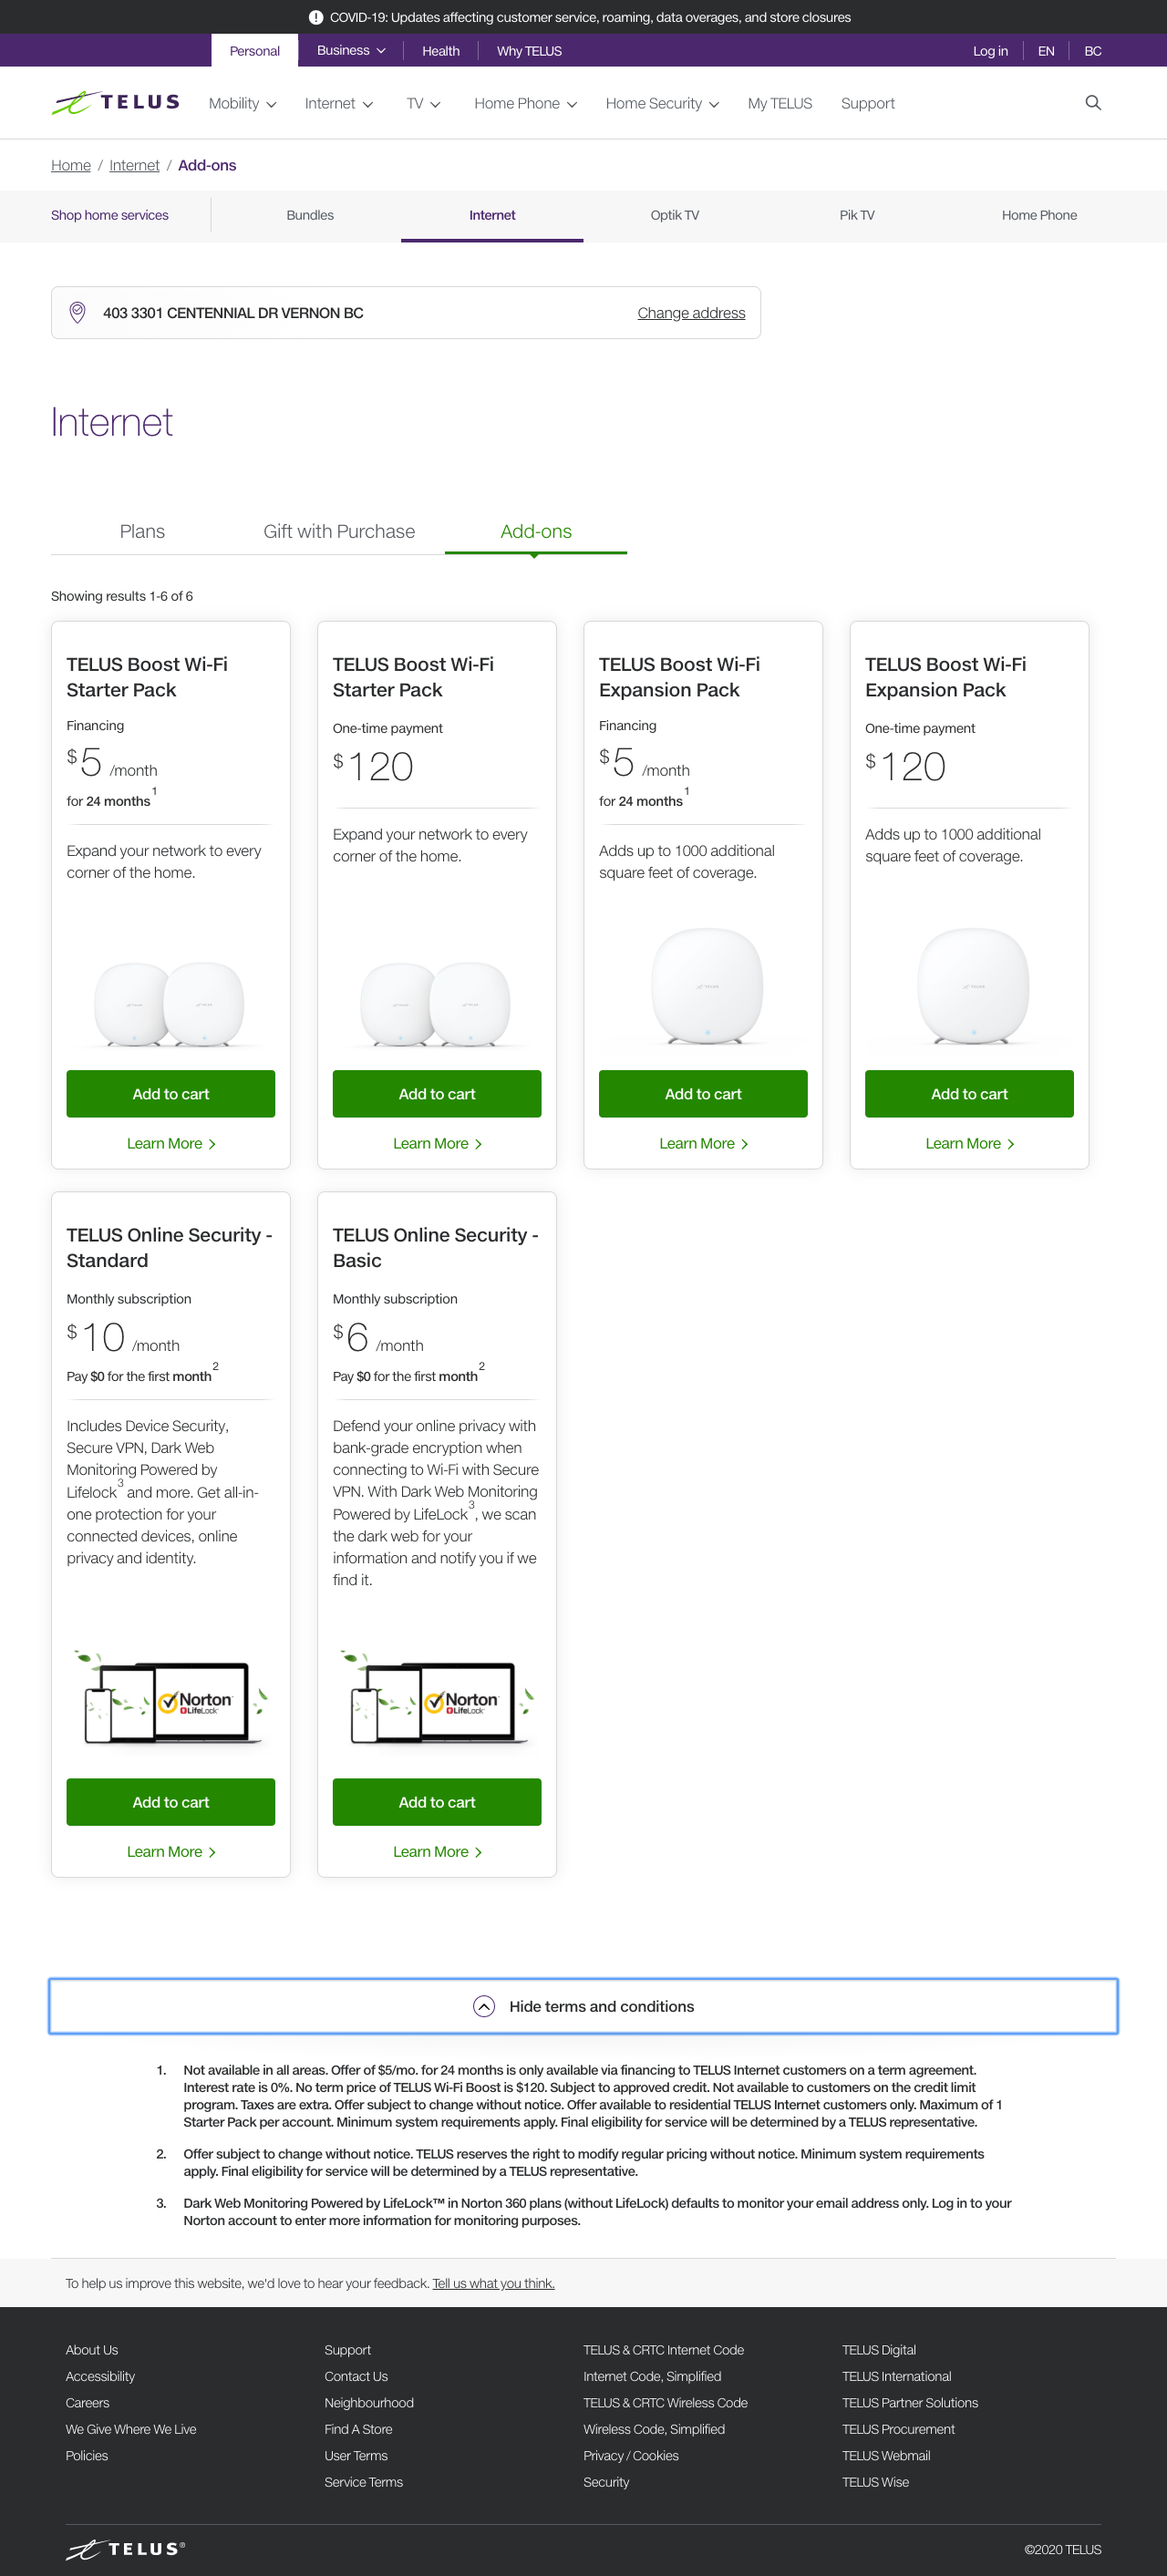 COVID-19: Updates affecting customer service, roaming, data overages, and store closures
Personal Business Health Why TELUS Log in EN BC
TELUS Mobility Internet TV Home Phone Home Security My TELUS Support
Home / Internet / Add-ons
Shop home services Bundles Internet Optik TV Pik TV Home Phone
403 3301 CENTENNIAL DR VERNON BC Change address
Internet
Plans Gift with Purchase Add-ons
Showing results 1-6 of 6
TELUS Boost Wi-Fi
Starter Pack
Financing
$5 /month
for 24 months1
Expand your network to every
corner of the home.
TELUS
TELUS
Add to cart
Learn More
TELUS Boost Wi-Fi
Starter Pack
One-time payment
$120
Expand your network to every
corner of the home.
TELUS
TELUS
Add to cart
Learn More
TELUS Boost Wi-Fi
Expansion Pack
Financing
$5 /month
for 24 months1
Adds up to 1000 additional
square feet of coverage.
TELUS
Add to cart
Learn More
TELUS Boost Wi-Fi
Expansion Pack
One-time payment
$120
Adds up to 1000 additional
square feet of coverage.
TELUS
Add to cart
Learn More
TELUS Online Security -
Standard
Monthly subscription
$10 /month
Pay $0 for the first month2
Includes Device Security,
Secure VPN, Dark Web
Monitoring Powered by
Lifelock3 and more. Get all-in-
one protection for your
connected devices, online
privacy and identity.
Norton
LifeLock
Add to cart
Learn More
TELUS Online Security -
Basic
Monthly subscription
$6 /month
Pay $0 for the first month2
Defend your online privacy with
bank-grade encryption when
connecting to Wi-Fi with Secure
VPN. With Dark Web Monitoring
Powered by LifeLock3, we scan
the dark web for your
information and notify you if we
find it.
Norton
LifeLock
Add to cart
Learn More
Hide terms and conditions
1. Not available in all areas. Offer of $5/mo. for 24 months is only available via financing to TELUS Internet customers on a term agreement.
Interest rate is 0%. No term price of TELUS Wi-Fi Boost is $120. Subject to approved credit. Not available to customers on the credit limit
program. Taxes are extra. Offer subject to change without notice. Offer available to residential TELUS Internet customers only. Maximum of 1
Starter Pack per account. Minimum system requirements apply. Final eligibility for service will be determined by a TELUS representative.
2. Offer subject to change without notice. TELUS reserves the right to modify regular pricing without notice. Minimum system requirements
apply. Final eligibility for service will be determined by a TELUS representative.
3. Dark Web Monitoring Powered by LifeLock™ in Norton 360 plans (without LifeLock) defaults to monitor your email address only. Log in to your
Norton account to enter more information for monitoring purposes.
To help us improve this website, we'd love to hear your feedback. Tell us what you think.
About Us Support TELUS & CRTC Internet Code TELUS Digital
Accessibility Contact Us Internet Code, Simplified TELUS International
Careers Neighbourhood TELUS & CRTC Wireless Code TELUS Partner Solutions
We Give Where We Live Find A Store Wireless Code, Simplified TELUS Procurement
Policies User Terms Privacy / Cookies TELUS Webmail
Service Terms Security TELUS Wise
TELUS® ©2020 TELUS